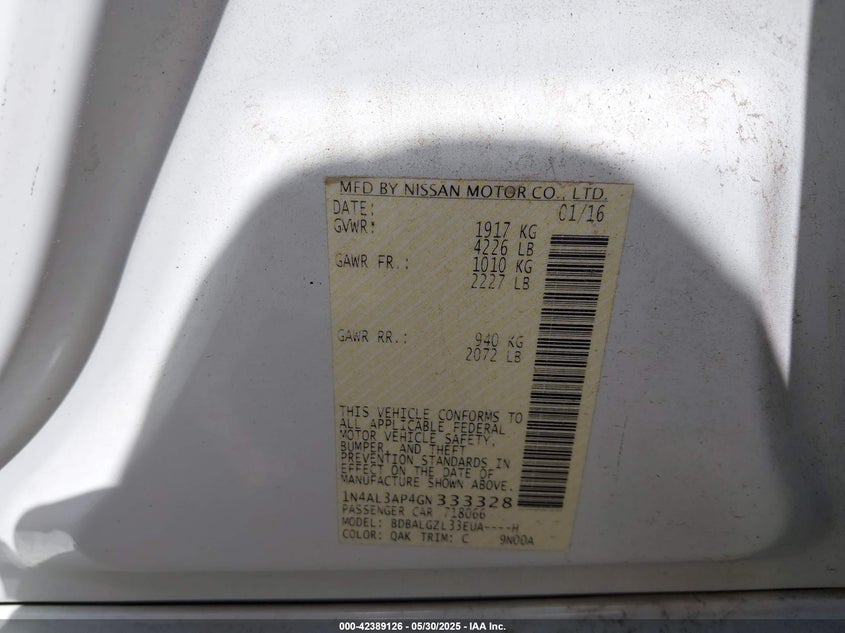 MFD BY NISSAN MOTOR CO., LTD.
DATE: 01/16
GVWR: 1917 KG
4226 LB
GAWR FR.: 1010 KG
2227 LB
GAWR RR.: 940 KG
2072 LB
THIS VEHICLE CONFORMS TO
ALL APPLICABLE FEDERAL
MOTOR VEHICLE SAFETY,
BUMPER, AND THEFT
PREVENTION STANDARDS IN
EFFECT ON THE DATE OF
MANUFACTURE SHOWN ABOVE.
1N4AL3AP4GN333328
PASSENGER CAR 718066
MODEL: BDBALGZL33EUA----H
COLOR: QAK TRIM: C 9N00A
000-42389126 - 05/30/2025 - IAA Inc.